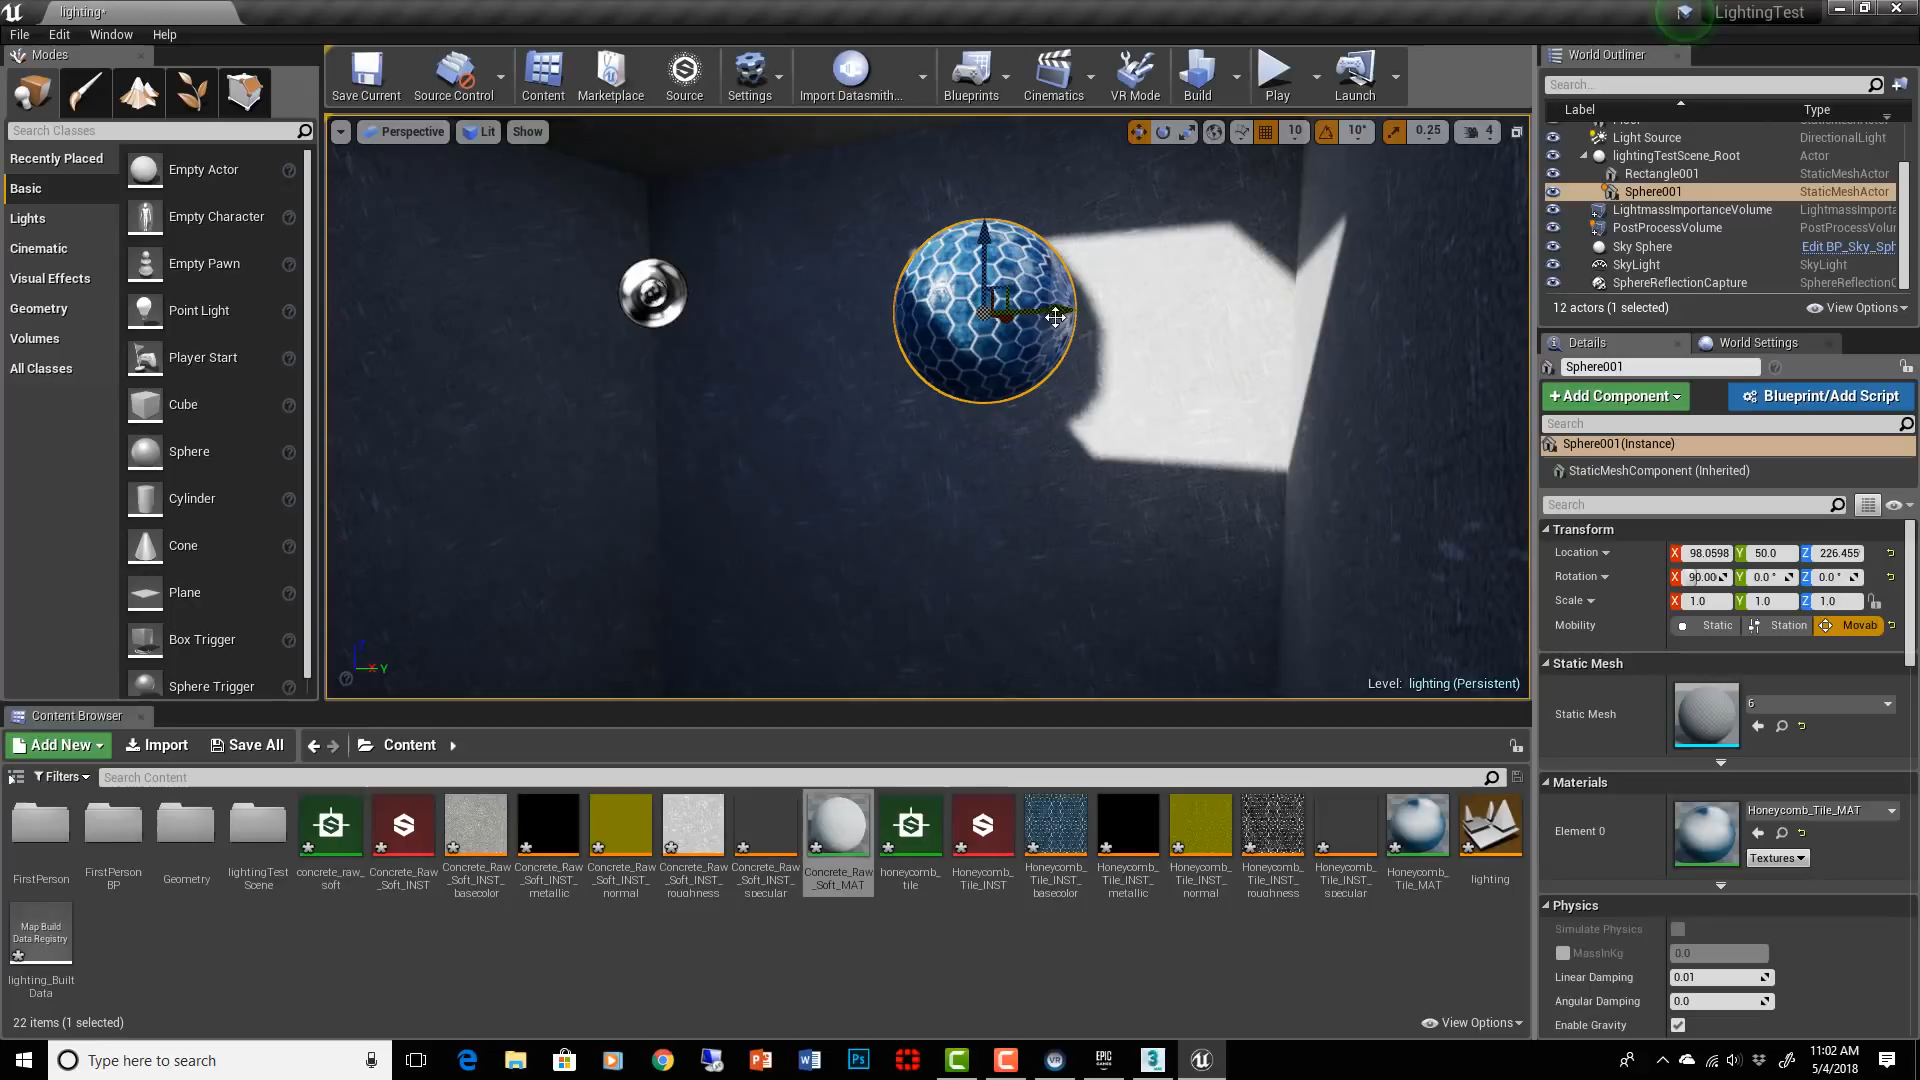 lighting*
LightingTest
File Edit Window Help
Modes
Search Classes
Recently Placed
Basic
Lights
Cinematic
Visual Effects
Geometry
Volumes
All Classes
Empty Actor
Empty Character
Empty Pawn
Point Light
Player Start
Cube
Sphere
Cylinder
Cone
Plane
Box Trigger
Sphere Trigger
Save Current Source Control Content Marketplace Source Settings Import Datasmith... Blueprints Cinematics VR Mode Build Play Launch
Perspective Lit Show 10 10° 0.25 4
Z
X Y
Level: lighting (Persistent)
World Outliner
Search...
Label Type
Light Source DirectionalLight
lightingTestScene_Root Actor
Rectangle001 StaticMeshActor
Sphere001 StaticMeshActor
LightmassImportanceVolume LightmassImporta
PostProcessVolume PostProcessVolu
Sky Sphere Edit BP_Sky_Sph
SkyLight SkyLight
SphereReflectionCapture SphereReflectionC
12 actors (1 selected) View Options
Details World Settings
Sphere001
+Add Component Blueprint/Add Script
Search
Sphere001(Instance)
StaticMeshComponent (Inherited)
Search
Transform
Location X 98.0598 Y 50.0 Z 226.455
Rotation X 90.00 Y 0.0 ° Z 0.0 °
Scale X 1.0 Y 1.0 Z 1.0
Mobility Static Station Movab
Static Mesh
Static Mesh 6
Materials
Element 0 Honeycomb_Tile_MAT
Textures
Physics
Simulate Physics
MassInKg 0.0
Linear Damping 0.01
Angular Damping 0.0
Enable Gravity
Content Browser
Add New Import Save All Content
Filters Search Content
FirstPerson
FirstPerson
BP
Geometry
lightingTest
Scene
concrete_raw_
soft
Concrete_Raw
_Soft_INST
Concrete_Raw
_Soft_INST_
basecolor
Concrete_Raw
_Soft_INST_
metallic
Concrete_Raw
_Soft_INST_
normal
Concrete_Raw
_Soft_INST_
roughness
Concrete_Raw
_Soft_INST_
specular
Concrete_Raw
_Soft_MAT
honeycomb_
tile
Honeycomb_
Tile_INST
Honeycomb_
Tile_INST_
basecolor
Honeycomb_
Tile_INST_
metallic
Honeycomb_
Tile_INST_
normal
Honeycomb_
Tile_INST_
roughness
Honeycomb_
Tile_INST_
specular
Honeycomb_
Tile_MAT
lighting
Map Build
Data Registry
lighting_Built
Data
22 items (1 selected) View Options
Type here to search
11:02 AM
5/4/2018